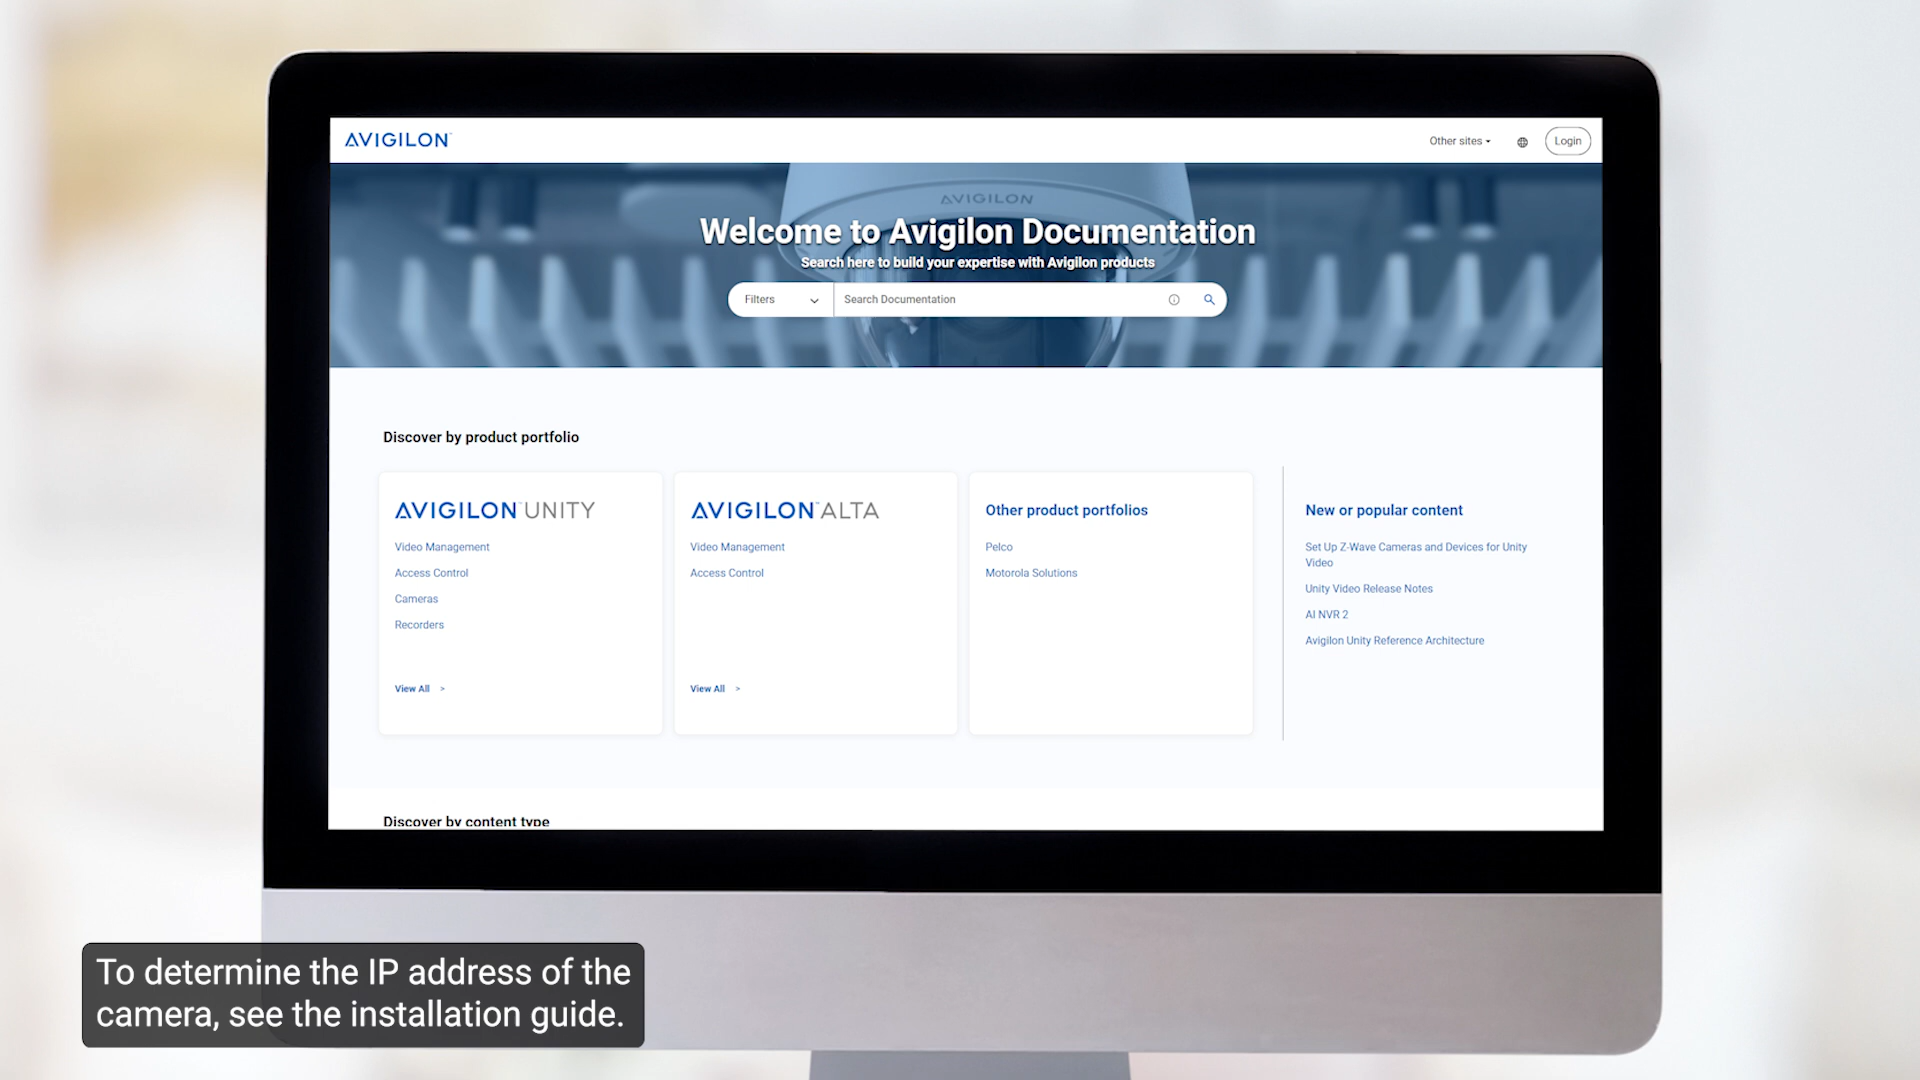 AVIGILON
Other sites
Login
AVIGILON
Welcome to Avigilon Documentation
Search here to build your expertise with Avigilon products
Filters
Search Documentation
Discover by product portfolio
AVIGILON™ UNITY
Video Management
Access Control
Cameras
Recorders
View All >
AVIGILON™ ALTA
Video Management
Access Control
View All >
Other product portfolios
Pelco
Motorola Solutions
New or popular content
Set Up Z-Wave Cameras and Devices for Unity
Video
Unity Video Release Notes
AI NVR 2
Avigilon Unity Reference Architecture
Discover by content type
To determine the IP address of the
camera, see the installation guide.